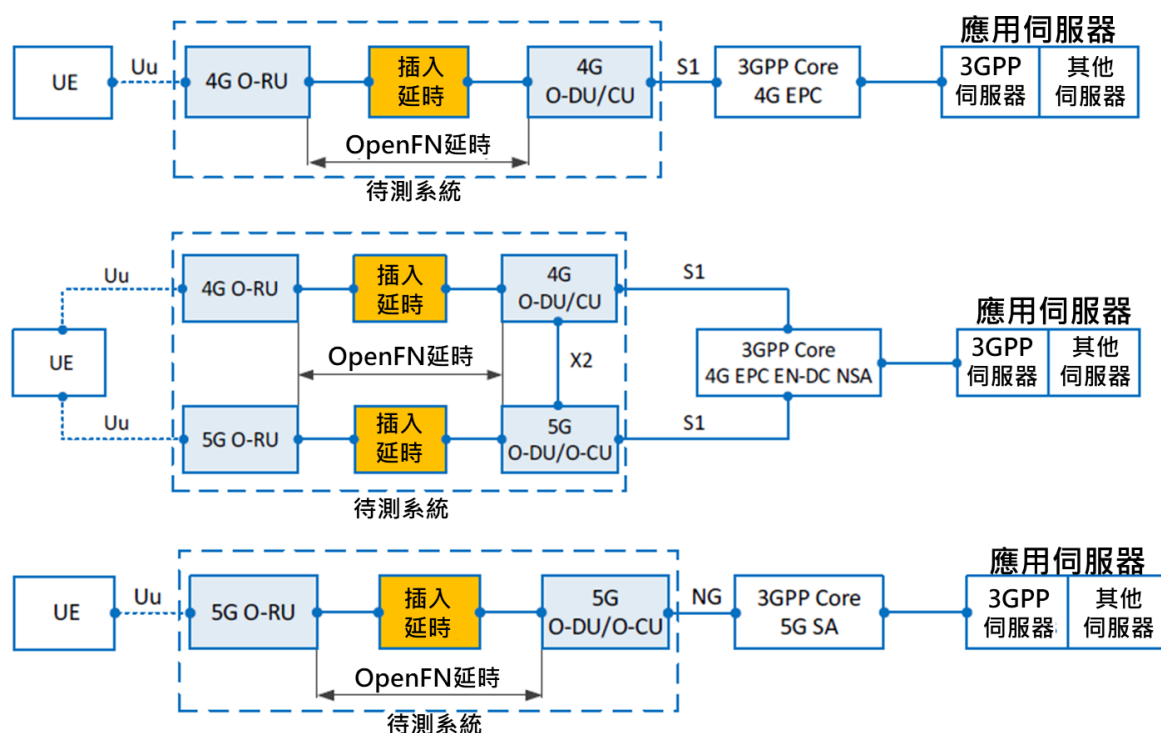 應用伺服器
UE
Uu
4G O-RU
插入
延時
4G
O-DU/CU
S1
3GPP Core
4G EPC
3GPP
伺服器
其他
伺服器
OpenFN延時
待測系統
Uu
4G O-RU
插入
延時
4G
O-DU/CU
S1
應用伺服器
UE
OpenFN延時
X2
3GPP Core
4G EPC EN-DC NSA
3GPP
伺服器
其他
伺服器
Uu
5G O-RU
插入
延時
5G
O-DU/O-CU
S1
待測系統
應用伺服器
UE
Uu
5G O-RU
插入
延時
5G
O-DU/O-CU
NG
3GPP Core
5G SA
3GPP
伺服器
其他
伺服器
OpenFN延時
待測系統